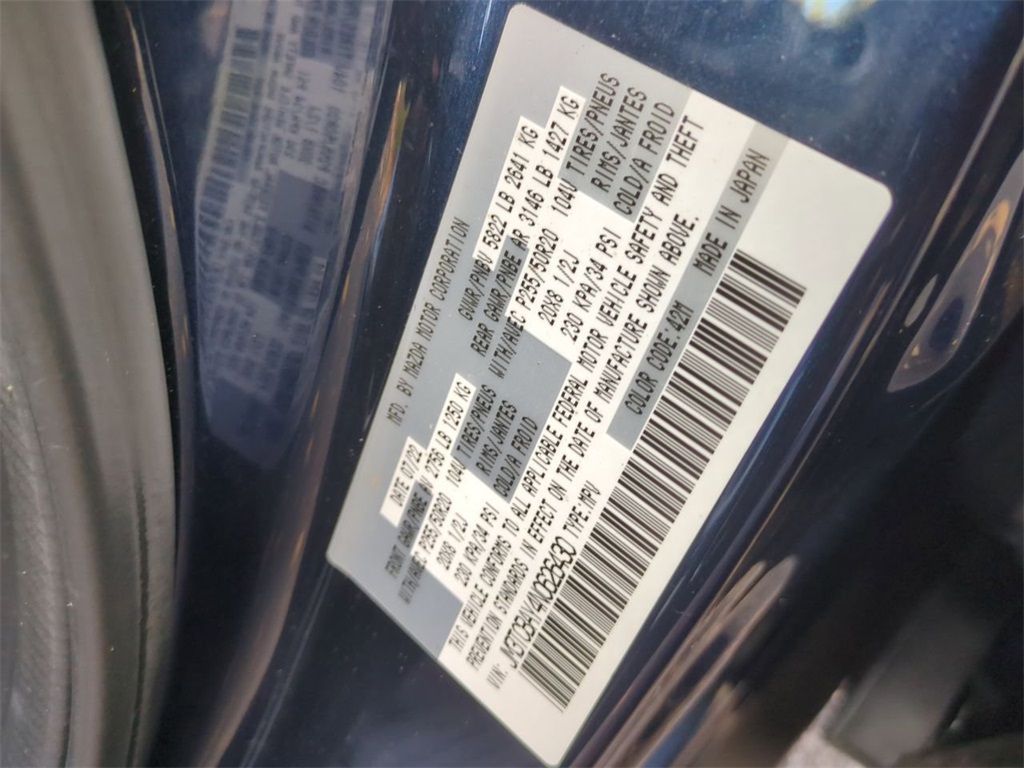 MFD. BY MAZDA MOTOR CORPORATION
DATE 07/22 GVWR/PNBV 5822 LB 2641 KG
FRONT GAWR/PNBE AV 2756 LB 1250 KG REAR GAWR/PNBE AR 3146 LB 1427 KG
WITH/AVEC P255/50R20 104U TIRES/PNEUS WITH/AVEC P255/50R20 104U TIRES/PNEUS
20X8 1/2J RIMS/JANTES 20X8 1/2J RIMS/JANTES
230 KPA/34 PSI COLD/A FROID 230 KPA/34 PSI COLD/A FROID
THIS VEHICLE CONFORMS TO ALL APPLICABLE FEDERAL MOTOR VEHICLE SAFETY AND THEFT
PREVENTION STANDARDS IN EFFECT ON THE DATE OF MANUFACTURE SHOWN ABOVE.
VIN: TYPE:MPV COLOR CODE:42M MADE IN JAPAN